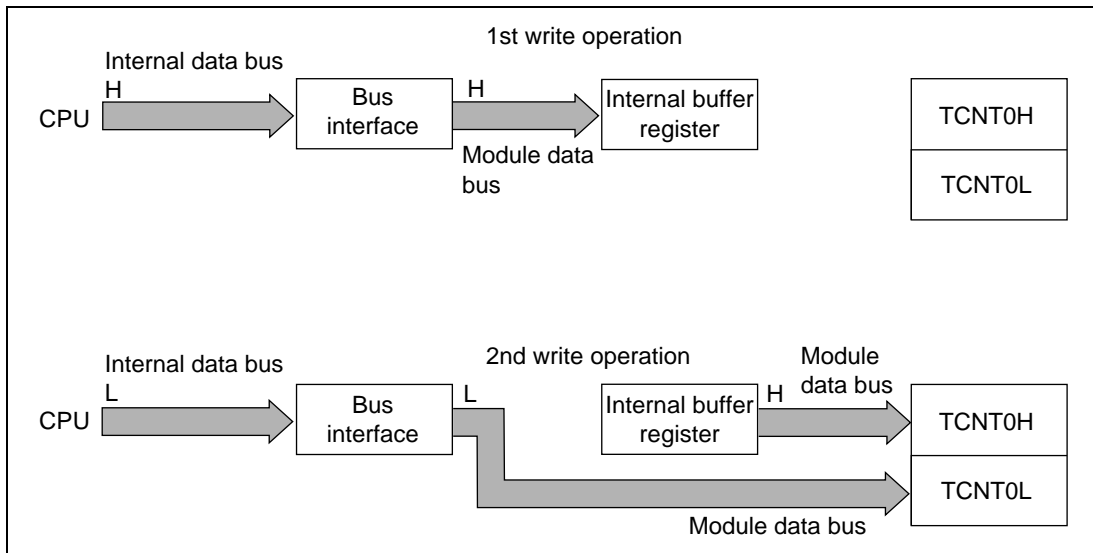 1st write operation
Internal data bus
H
CPU
Bus
interface
H
Module data
bus
Internal buffer
register
TCNT0H
TCNT0L
2nd write operation
Internal data bus
L
CPU
Bus
interface
L
Internal buffer
register
H
Module
data bus
TCNT0H
TCNT0L
Module data bus